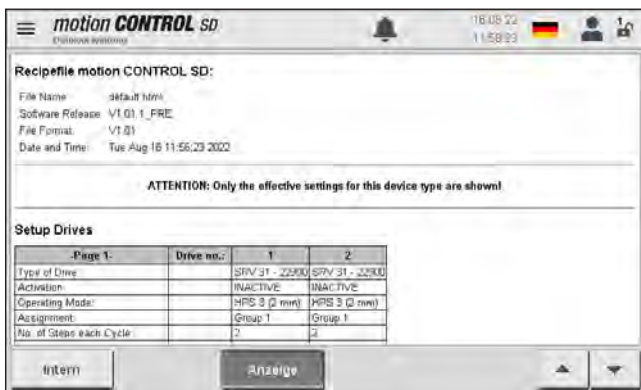 motion CONTROL SD
16.08.22
11:58:23
1
Recipefile motion CONTROL SD:
File Name: default.html
Software Release: V1.01.1_PRE
File Format: V1.01
Date and Time: Tue Aug 16 11:56:23 2022
ATTENTION: Only the effective settings for this device type are shown!
Setup Drives
-Page 1- Drive no.: 1 2
Type of Drive SRV 31 - 22900 SRV 31 - 22900
Activation: INACTIVE INACTIVE
Operating Mode: HPS 3 (2 mm) HPS 3 (2 mm)
Assignment: Group 1 Group 1
No. of Steps each Cycle 2 2
Intern Anzeige